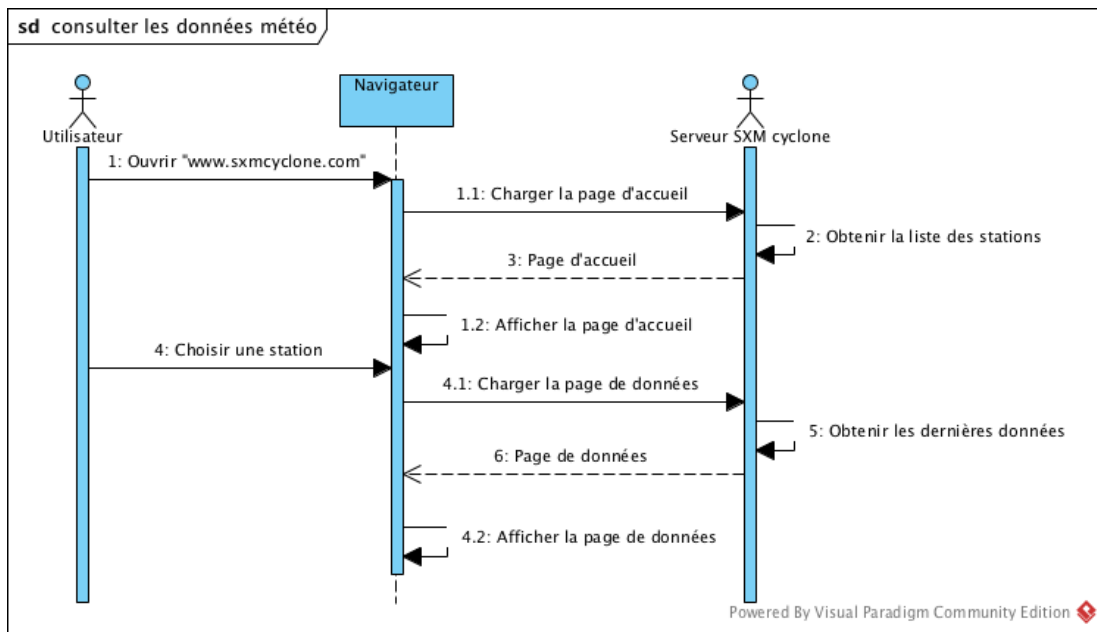 sd consulter les données météo
Navigateur
Utilisateur
Serveur SXM cyclone
1: Ouvrir "www.sxmcyclone.com"
1.1: Charger la page d'accueil
2: Obtenir la liste des stations
3: Page d'accueil
1.2: Afficher la page d'accueil
4: Choisir une station
4.1: Charger la page de données
5: Obtenir les dernières données
6: Page de données
4.2: Afficher la page de données
Powered By Visual Paradigm Community Edition